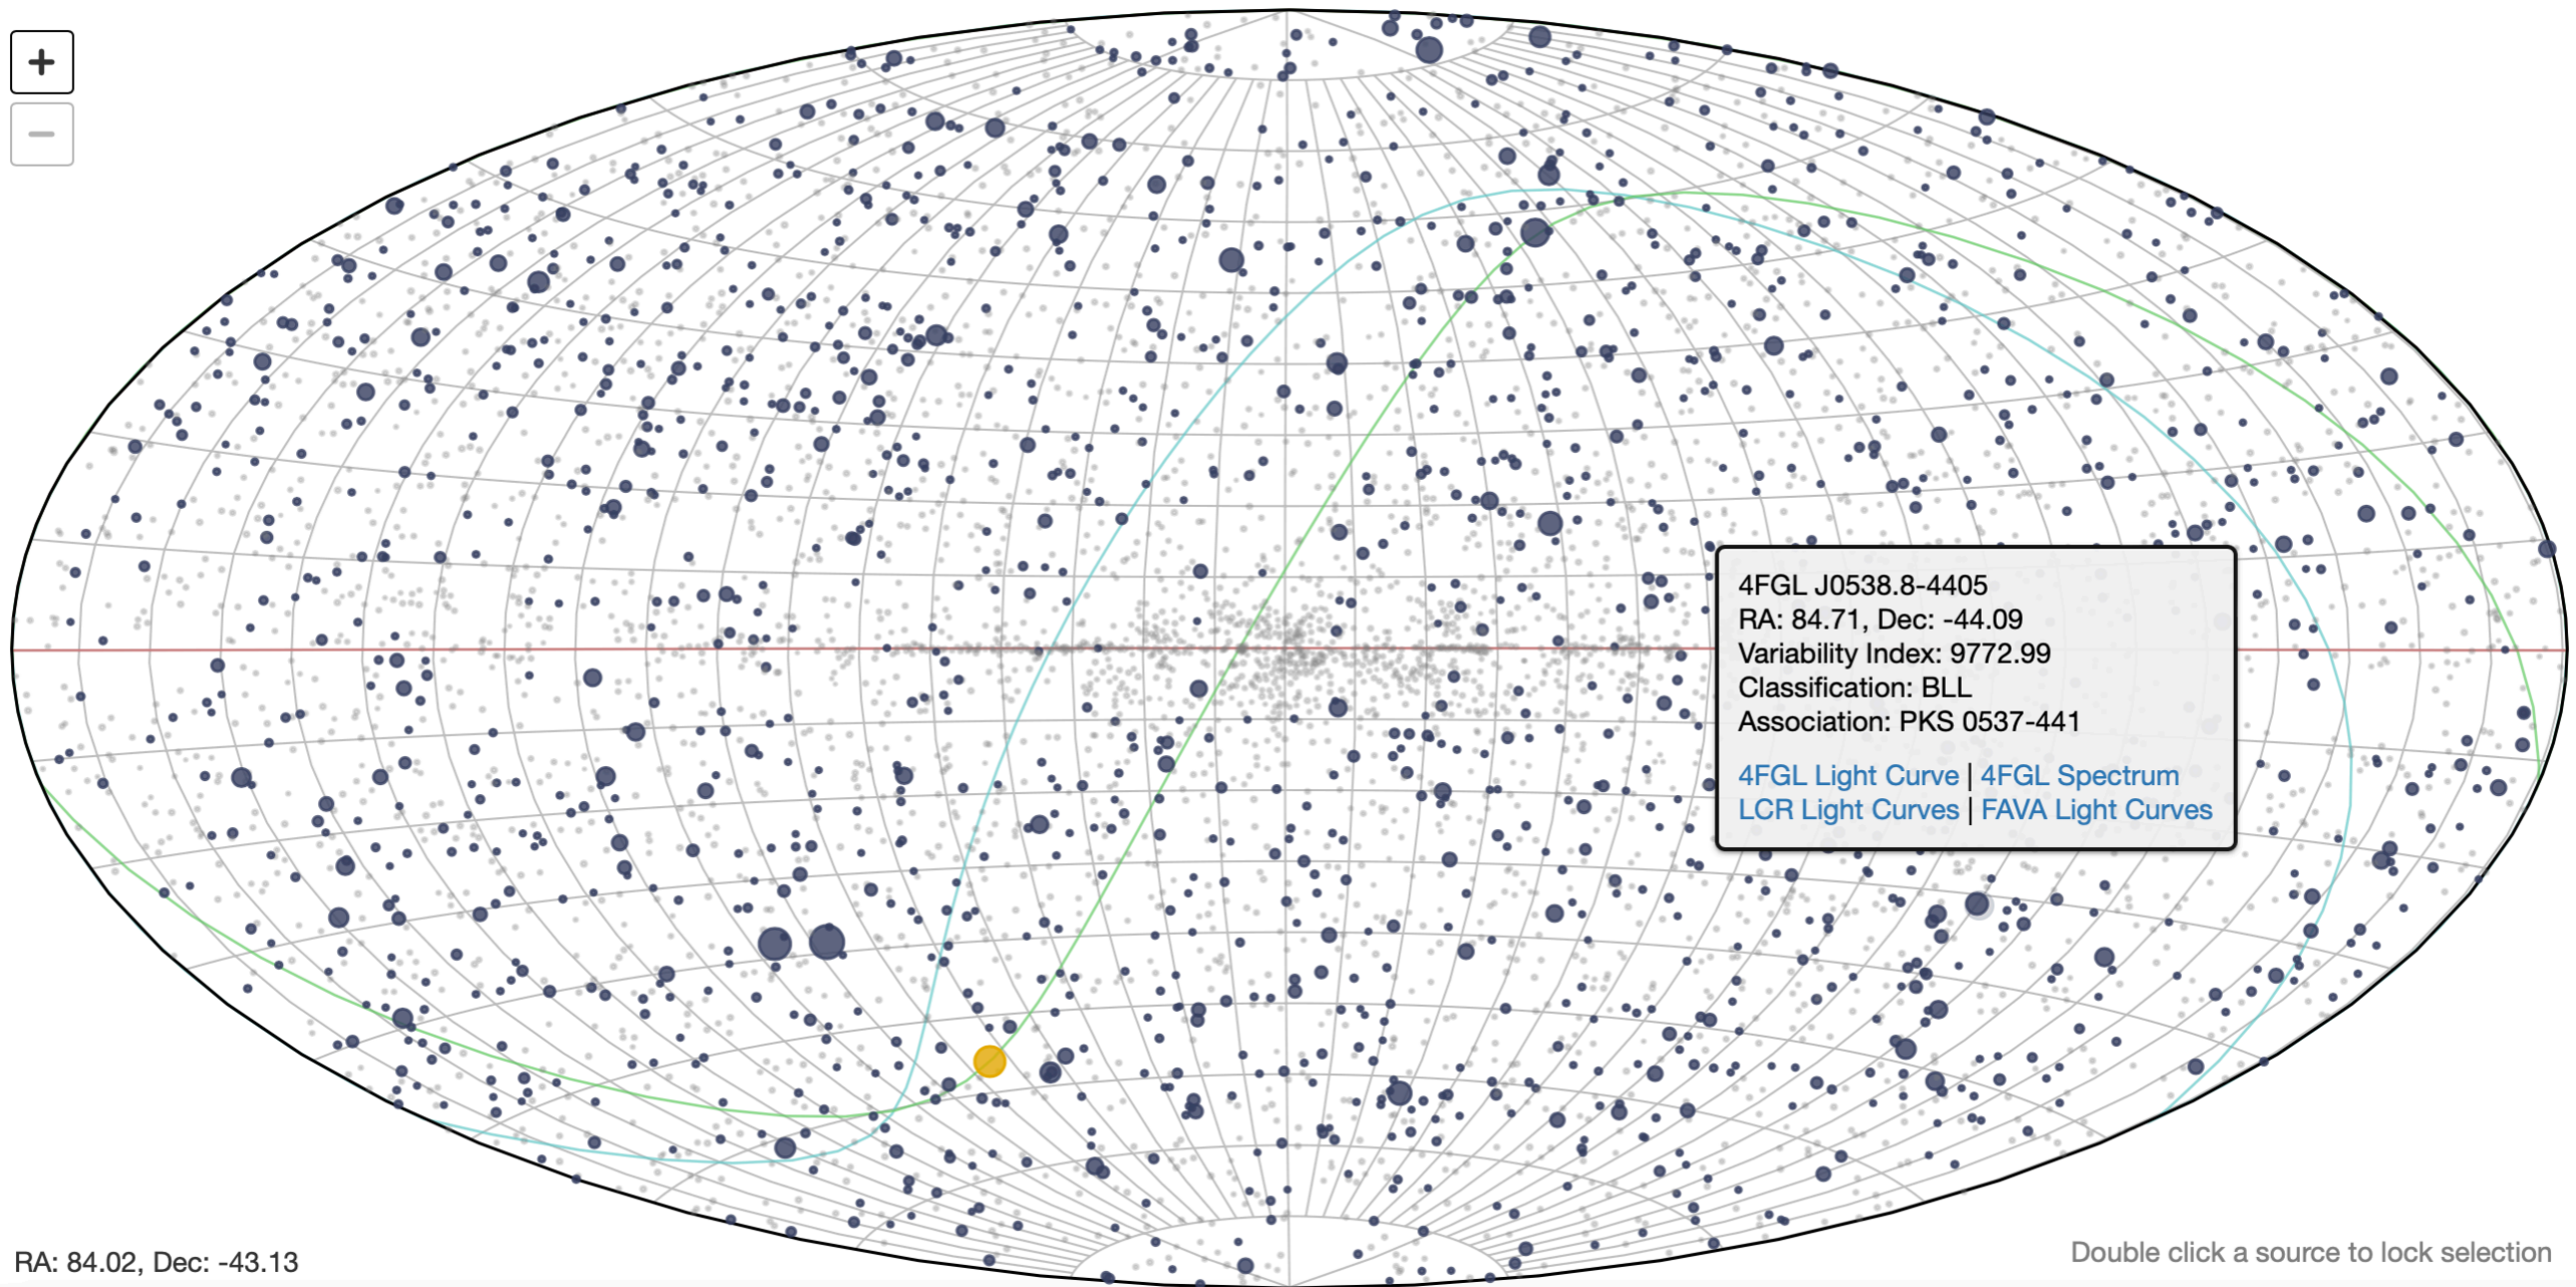 +
−
4FGL J0538.8-4405
RA: 84.71, Dec: -44.09
Variability Index: 9772.99
Classification: BLL
Association: PKS 0537-441
4FGL Light Curve | 4FGL Spectrum
LCR Light Curves | FAVA Light Curves
RA: 84.02, Dec: -43.13
Double click a source to lock selection